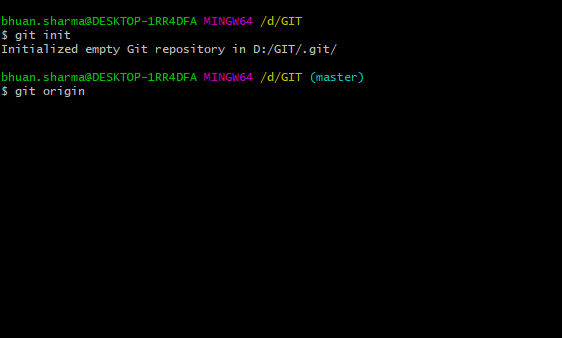 bhuan.sharma@DESKTOP-1RR4DFA MINGW64 /d/GIT
$ git init
Initialized empty Git repository in D:/GIT/.git/
bhuan.sharma@DESKTOP-1RR4DFA MINGW64 /d/GIT (master)
$ git origin